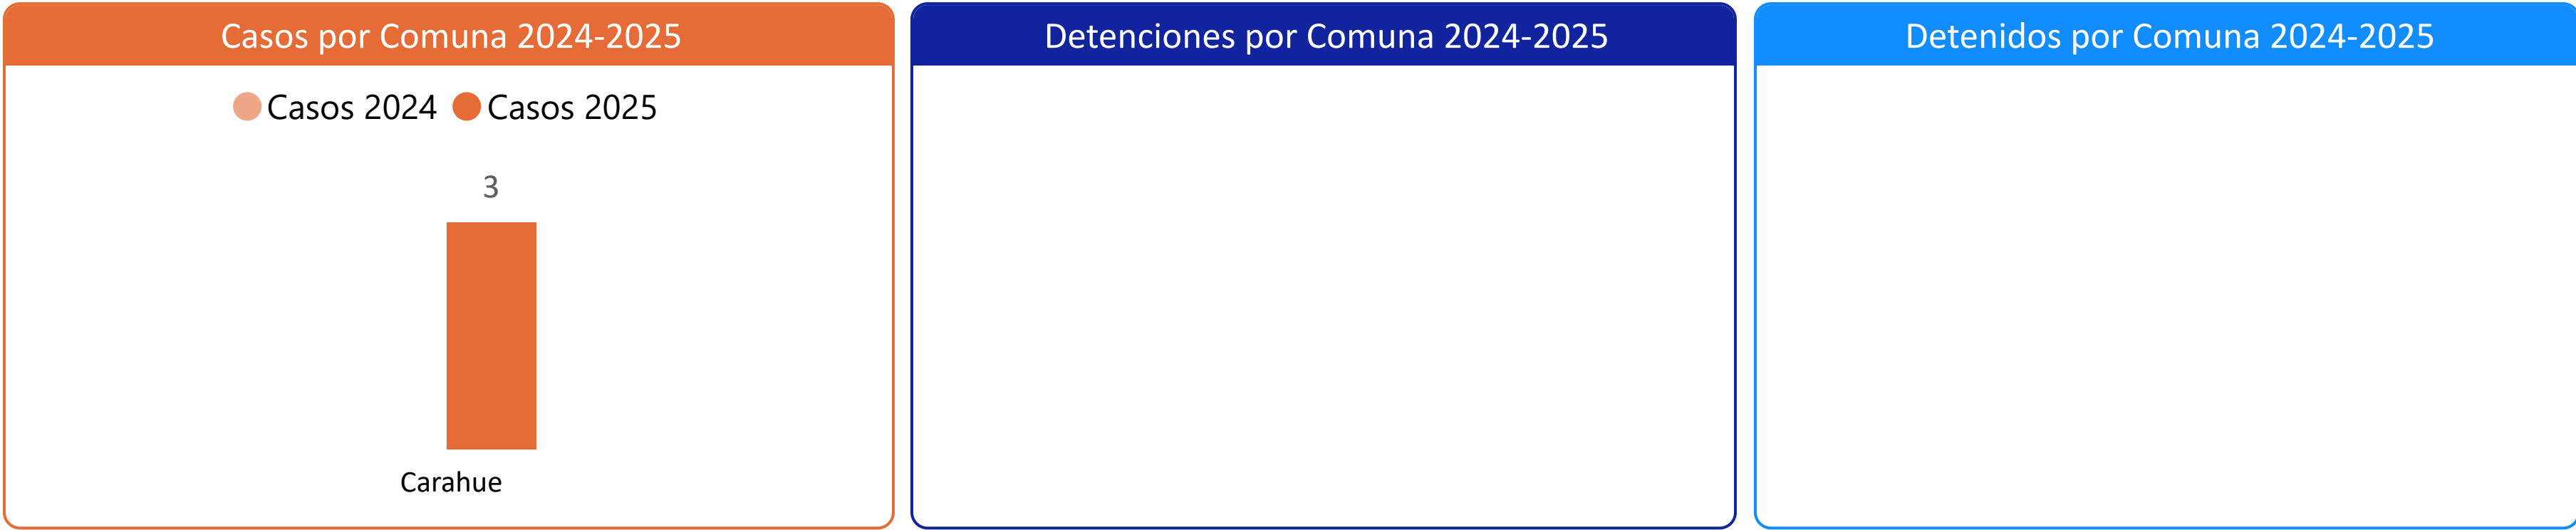 Casos por Comuna 2024-2025
Casos 2024 Casos 2025
3
Carahue
Detenciones por Comuna 2024-2025
Detenidos por Comuna 2024-2025